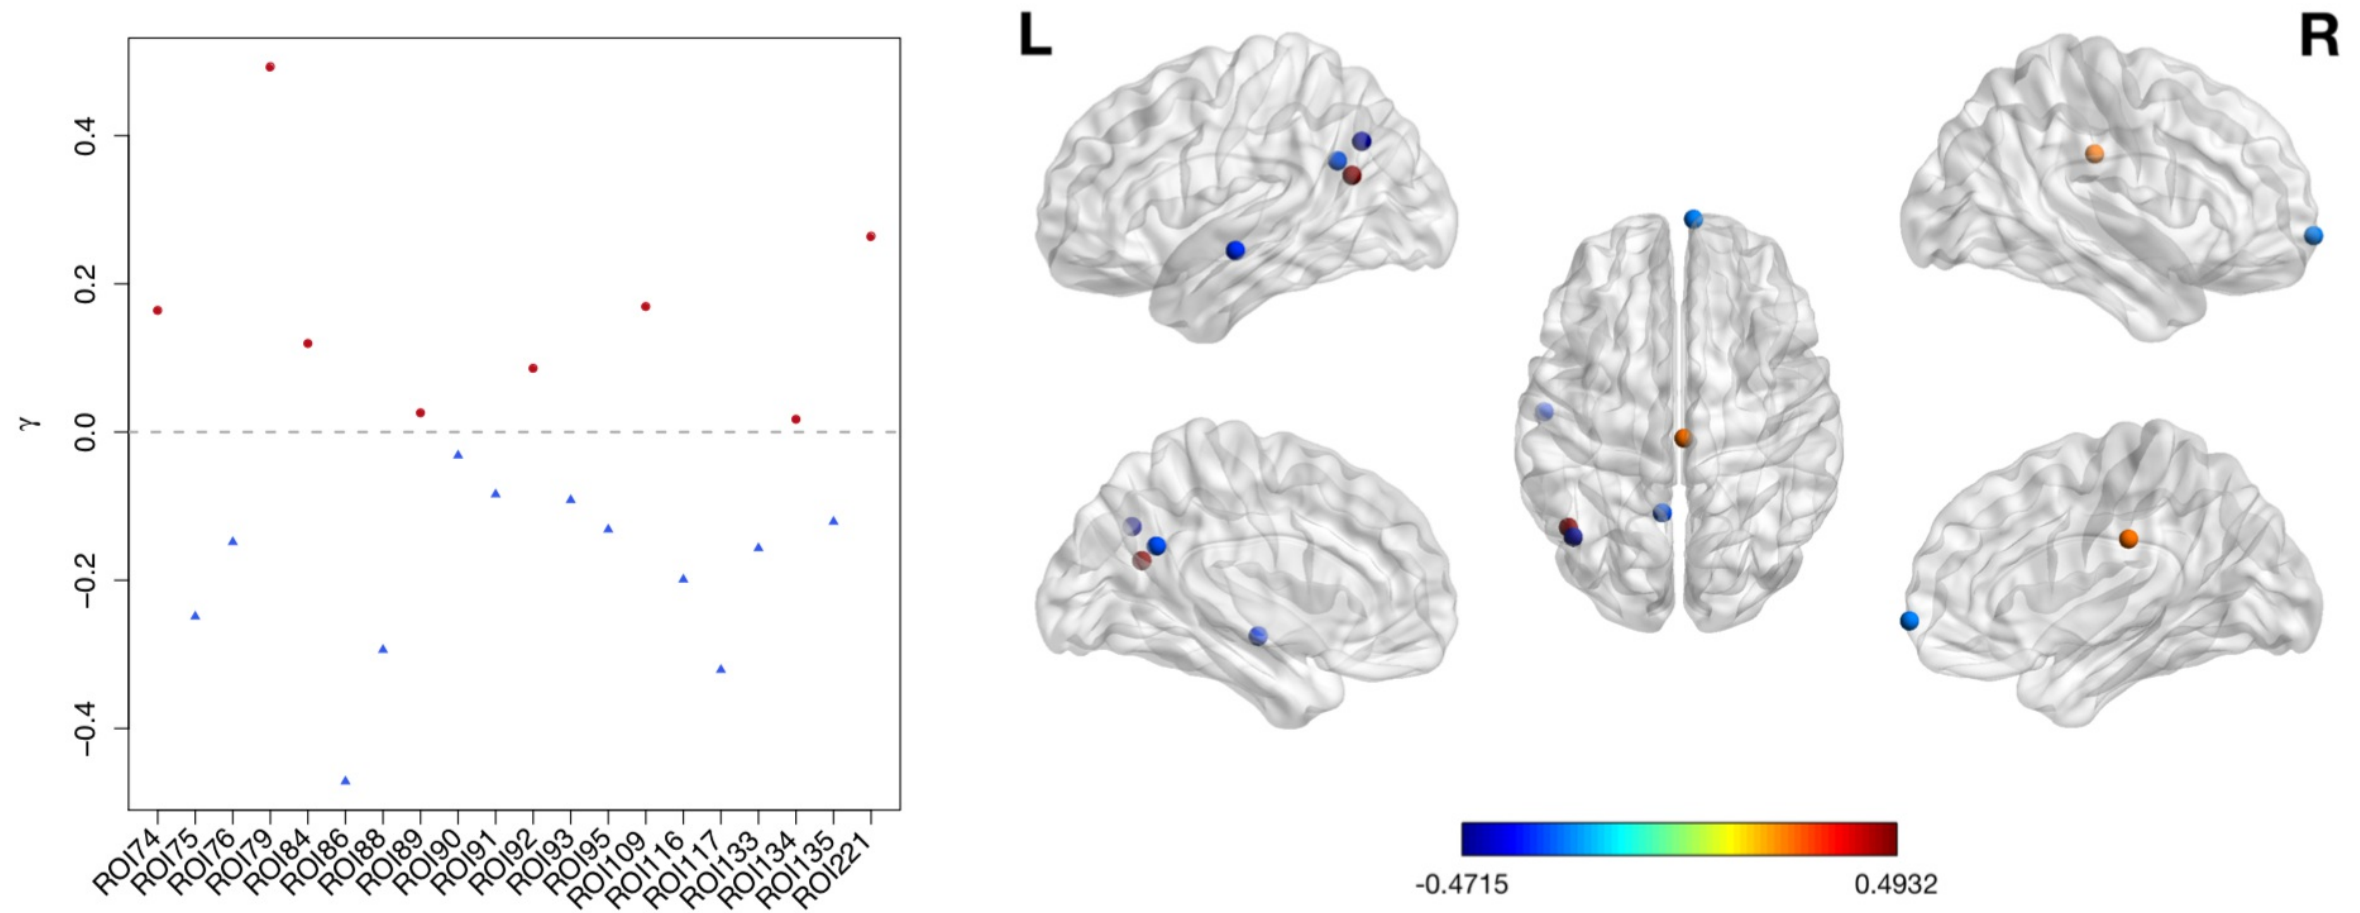 L
R
γ
0.4
0.2
0.0
−0.2
−0.4
ROI74
ROI75
ROI76
ROI79
ROI84
ROI86
ROI88
ROI89
ROI90
ROI91
ROI92
ROI93
ROI95
ROI109
ROI116
ROI117
ROI133
ROI134
ROI135
ROI221
-0.4715
0.4932